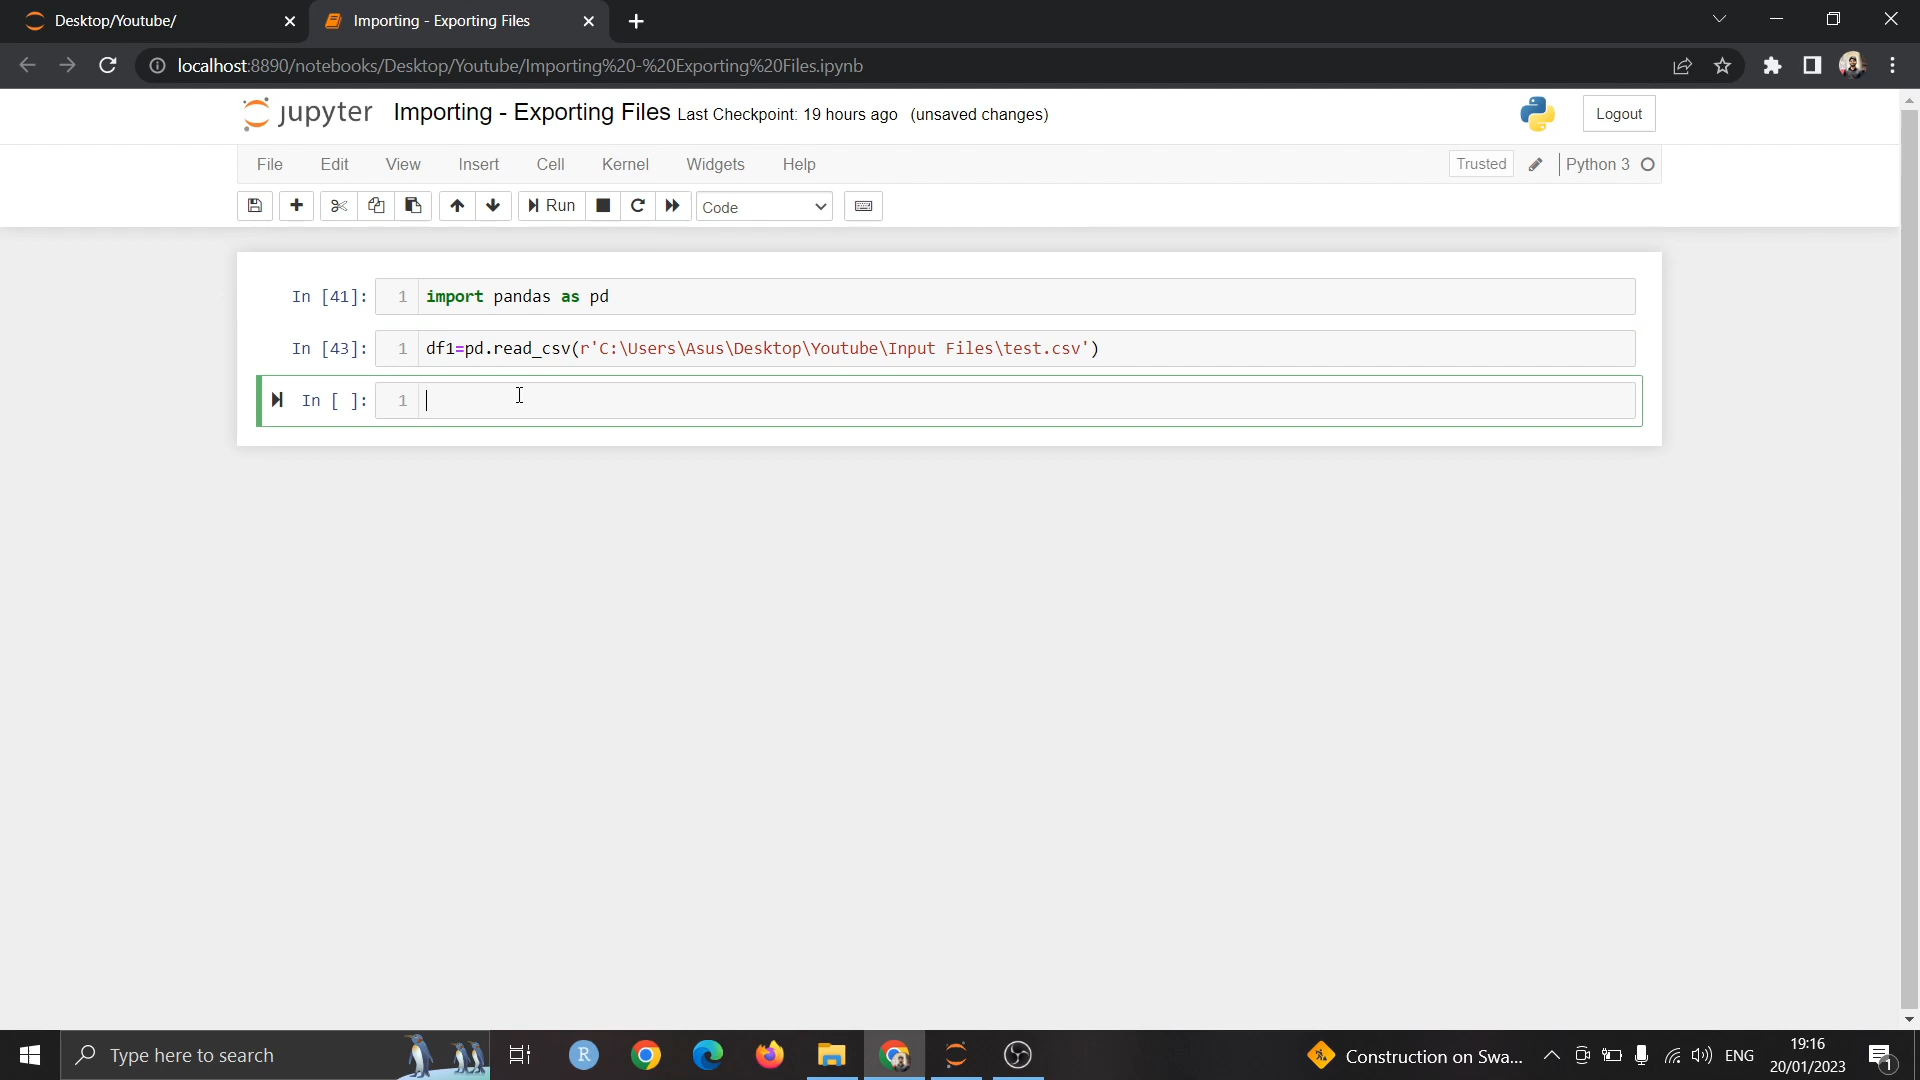 Desktop/Youtube/
Importing - Exporting Files
localhost:8890/notebooks/Desktop/Youtube/Importing%20-%20Exporting%20Files.ipynb
jupyter Importing - Exporting Files Last Checkpoint: 19 hours ago (unsaved changes)
Logout
File Edit View Insert Cell Kernel Widgets Help
Trusted
Python 3
Run
Code
In [41]: 1 import pandas as pd
In [43]: 1 df1=pd.read_csv(r'C:\Users\Asus\Desktop\Youtube\Input Files\test.csv')
In [ ]: 1
Type here to search
R
Construction on Swa...
ENG
19:16
20/01/2023
1